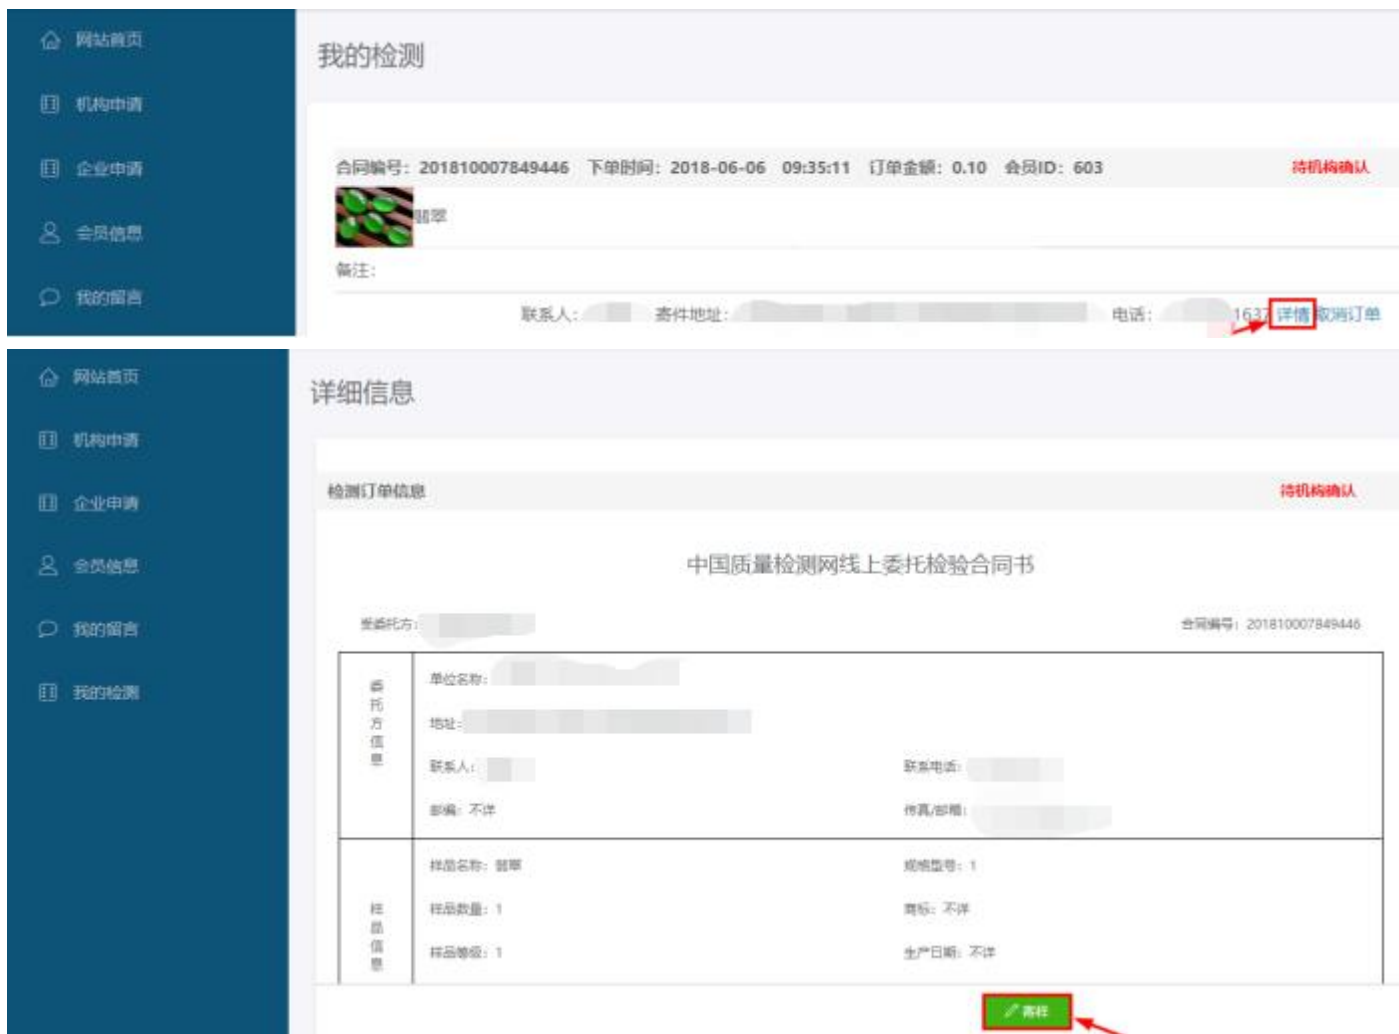 网站首页
我的检测
机构申请
企业申请
合同编号：201810007849446 下单时间：2018-06-06 09:35:11 订单金额：0.10 会员ID：603 待机构确认
翡翠
会员信息
备注：
我的留言
联系人： 寄件地址： 电话： 1637 详情 取消订单
网站首页
详细信息
机构申请
检测订单信息 待机构确认
企业申请
会员信息
中国质量检测网线上委托检验合同书
我的留言
受委托方： 合同编号：201810007849446
我的检测
委托方信息
单位名称：
地址：
联系人： 联系电话：
邮编：不详 传真/邮箱：
样品信息
样品名称：翡翠 规格型号：1
样品数量：1 商标：不详
样品等级：1 生产日期：不详
寄样